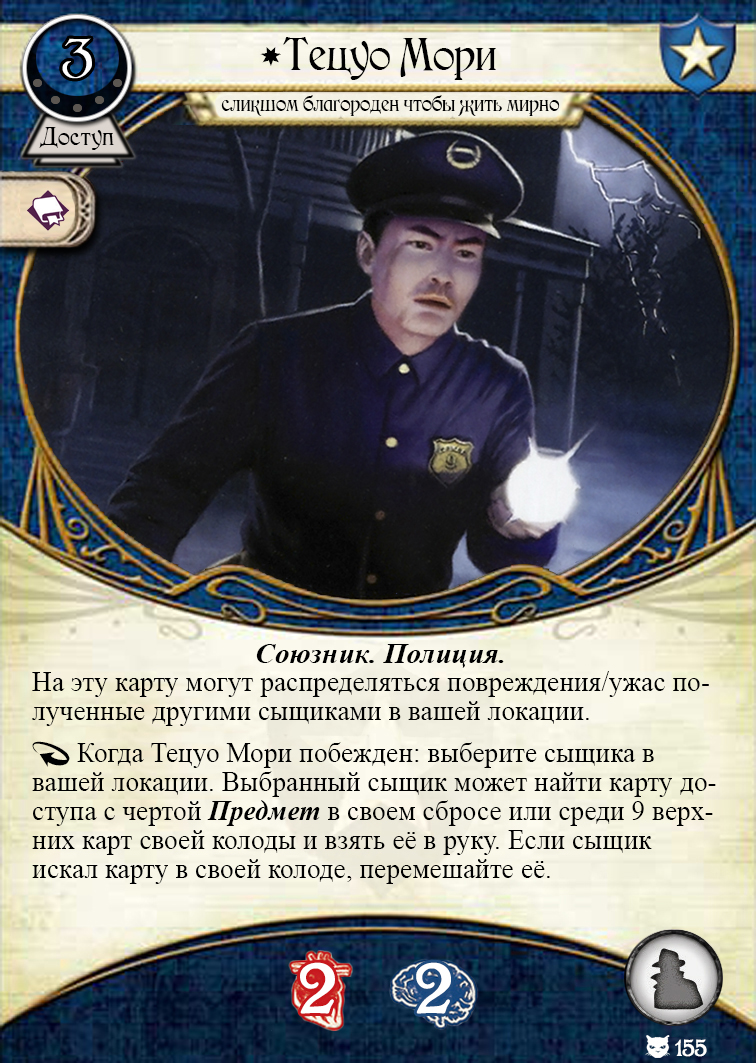 3
Тецуо Мори
Доступ
сликшом благороден чтобы жить мирно
Союзник. Полиция.
На эту карту могут распределяться повреждения/ужас по-
лученные другими сыщиками в вашей локации.
Когда Тецуо Мори побежден: выберите сыщика в
вашей локации. Выбранный сыщик может найти карту до-
ступа с чертой Предмет в своем сбросе или среди 9 верх-
них карт своей колоды и взять её в руку. Если сыщик
искал карту в своей колоде, перемешайте её.
2 2
155